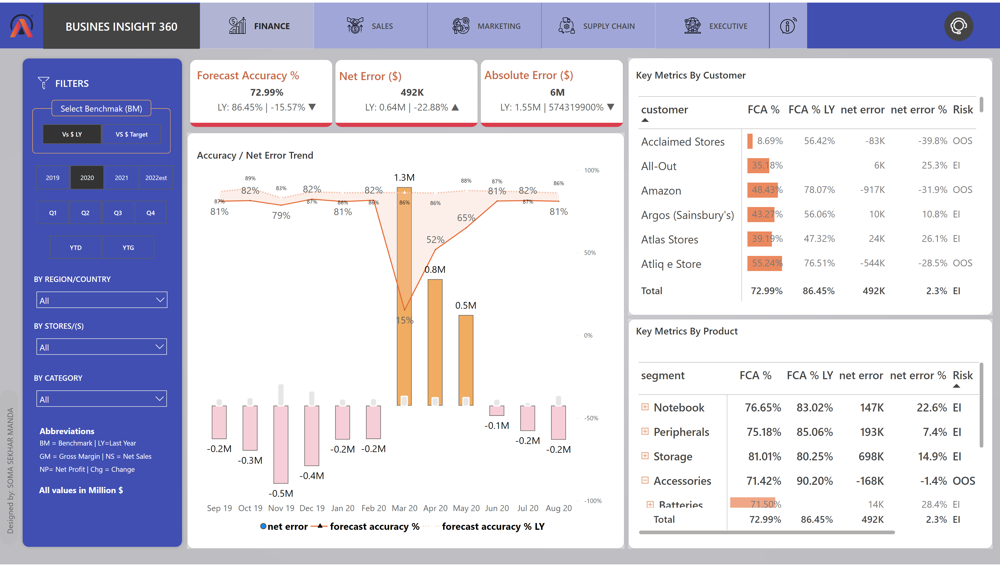 BUSINES INSIGHT 360
FINANCE
SALES
MARKETING
SUPPLY CHAIN
EXECUTIVE
FILTERS
Select Benchmak (BM)
Vs $ LY
VS $ Target
2019 2020 2021 2022est
Q1 Q2 Q3 Q4
YTD YTG
BY REGION/COUNTRY
All
BY STORES/(S)
All
BY CATEGORY
All
Abbreviations
BM = Benchmark | LY=Last Year
GM = Gross Margin | NS = Net Sales
NP= Net Profit | Chg = Change
All values in Million $
Designed by: SOMA SEKHAR MANDA
Forecast Accuracy %
72.99%
LY: 86.45% | -15.57% ▼
Net Error ($)
492K
LY: 0.64M | -22.88% ▲
Absolute Error ($)
6M
LY: 1.55M | 574319900% ▼
Accuracy / Net Error Trend
100%
50%
0%
-50%
-100%
89% 83% 88% 87% 86%
82% 82% 82% 81% 82%
87% 87% 86% 86% 86% 86% 87%
81% 79% 81% 15% 52% 65% 81%
1.3M
0.8M
0.5M
-0.2M -0.3M -0.5M -0.4M -0.2M -0.2M -0.1M -0.2M -0.2M
Sep 19 Oct 19 Nov 19 Dec 19 Jan 20 Feb 20 Mar 20 Apr 20 May 20 Jun 20 Jul 20 Aug 20
net error forecast accuracy % forecast accuracy % LY
Key Metrics By Customer
customer FCA % FCA % LY net error net error % Risk
Acclaimed Stores 8.69% 56.42% -83K -39.8% OOS
All-Out 35.18% 6K 25.3% EI
Amazon 48.43% 78.07% -917K -31.9% OOS
Argos (Sainsbury's) 43.27% 56.06% 10K 10.8% EI
Atlas Stores 39.19% 47.32% 24K 26.1% EI
Atliq e Store 55.24% 76.51% -544K -28.5% OOS
Total 72.99% 86.45% 492K 2.3% EI
Key Metrics By Product
segment FCA % FCA % LY net error net error % Risk
Notebook 76.65% 83.02% 147K 22.6% EI
Peripherals 75.18% 85.06% 193K 7.4% EI
Storage 81.01% 80.25% 698K 14.9% EI
Accessories 71.42% 90.20% -168K -1.4% OOS
Batteries 71.50% 14K 28.4% EI
Total 72.99% 86.45% 492K 2.3% EI